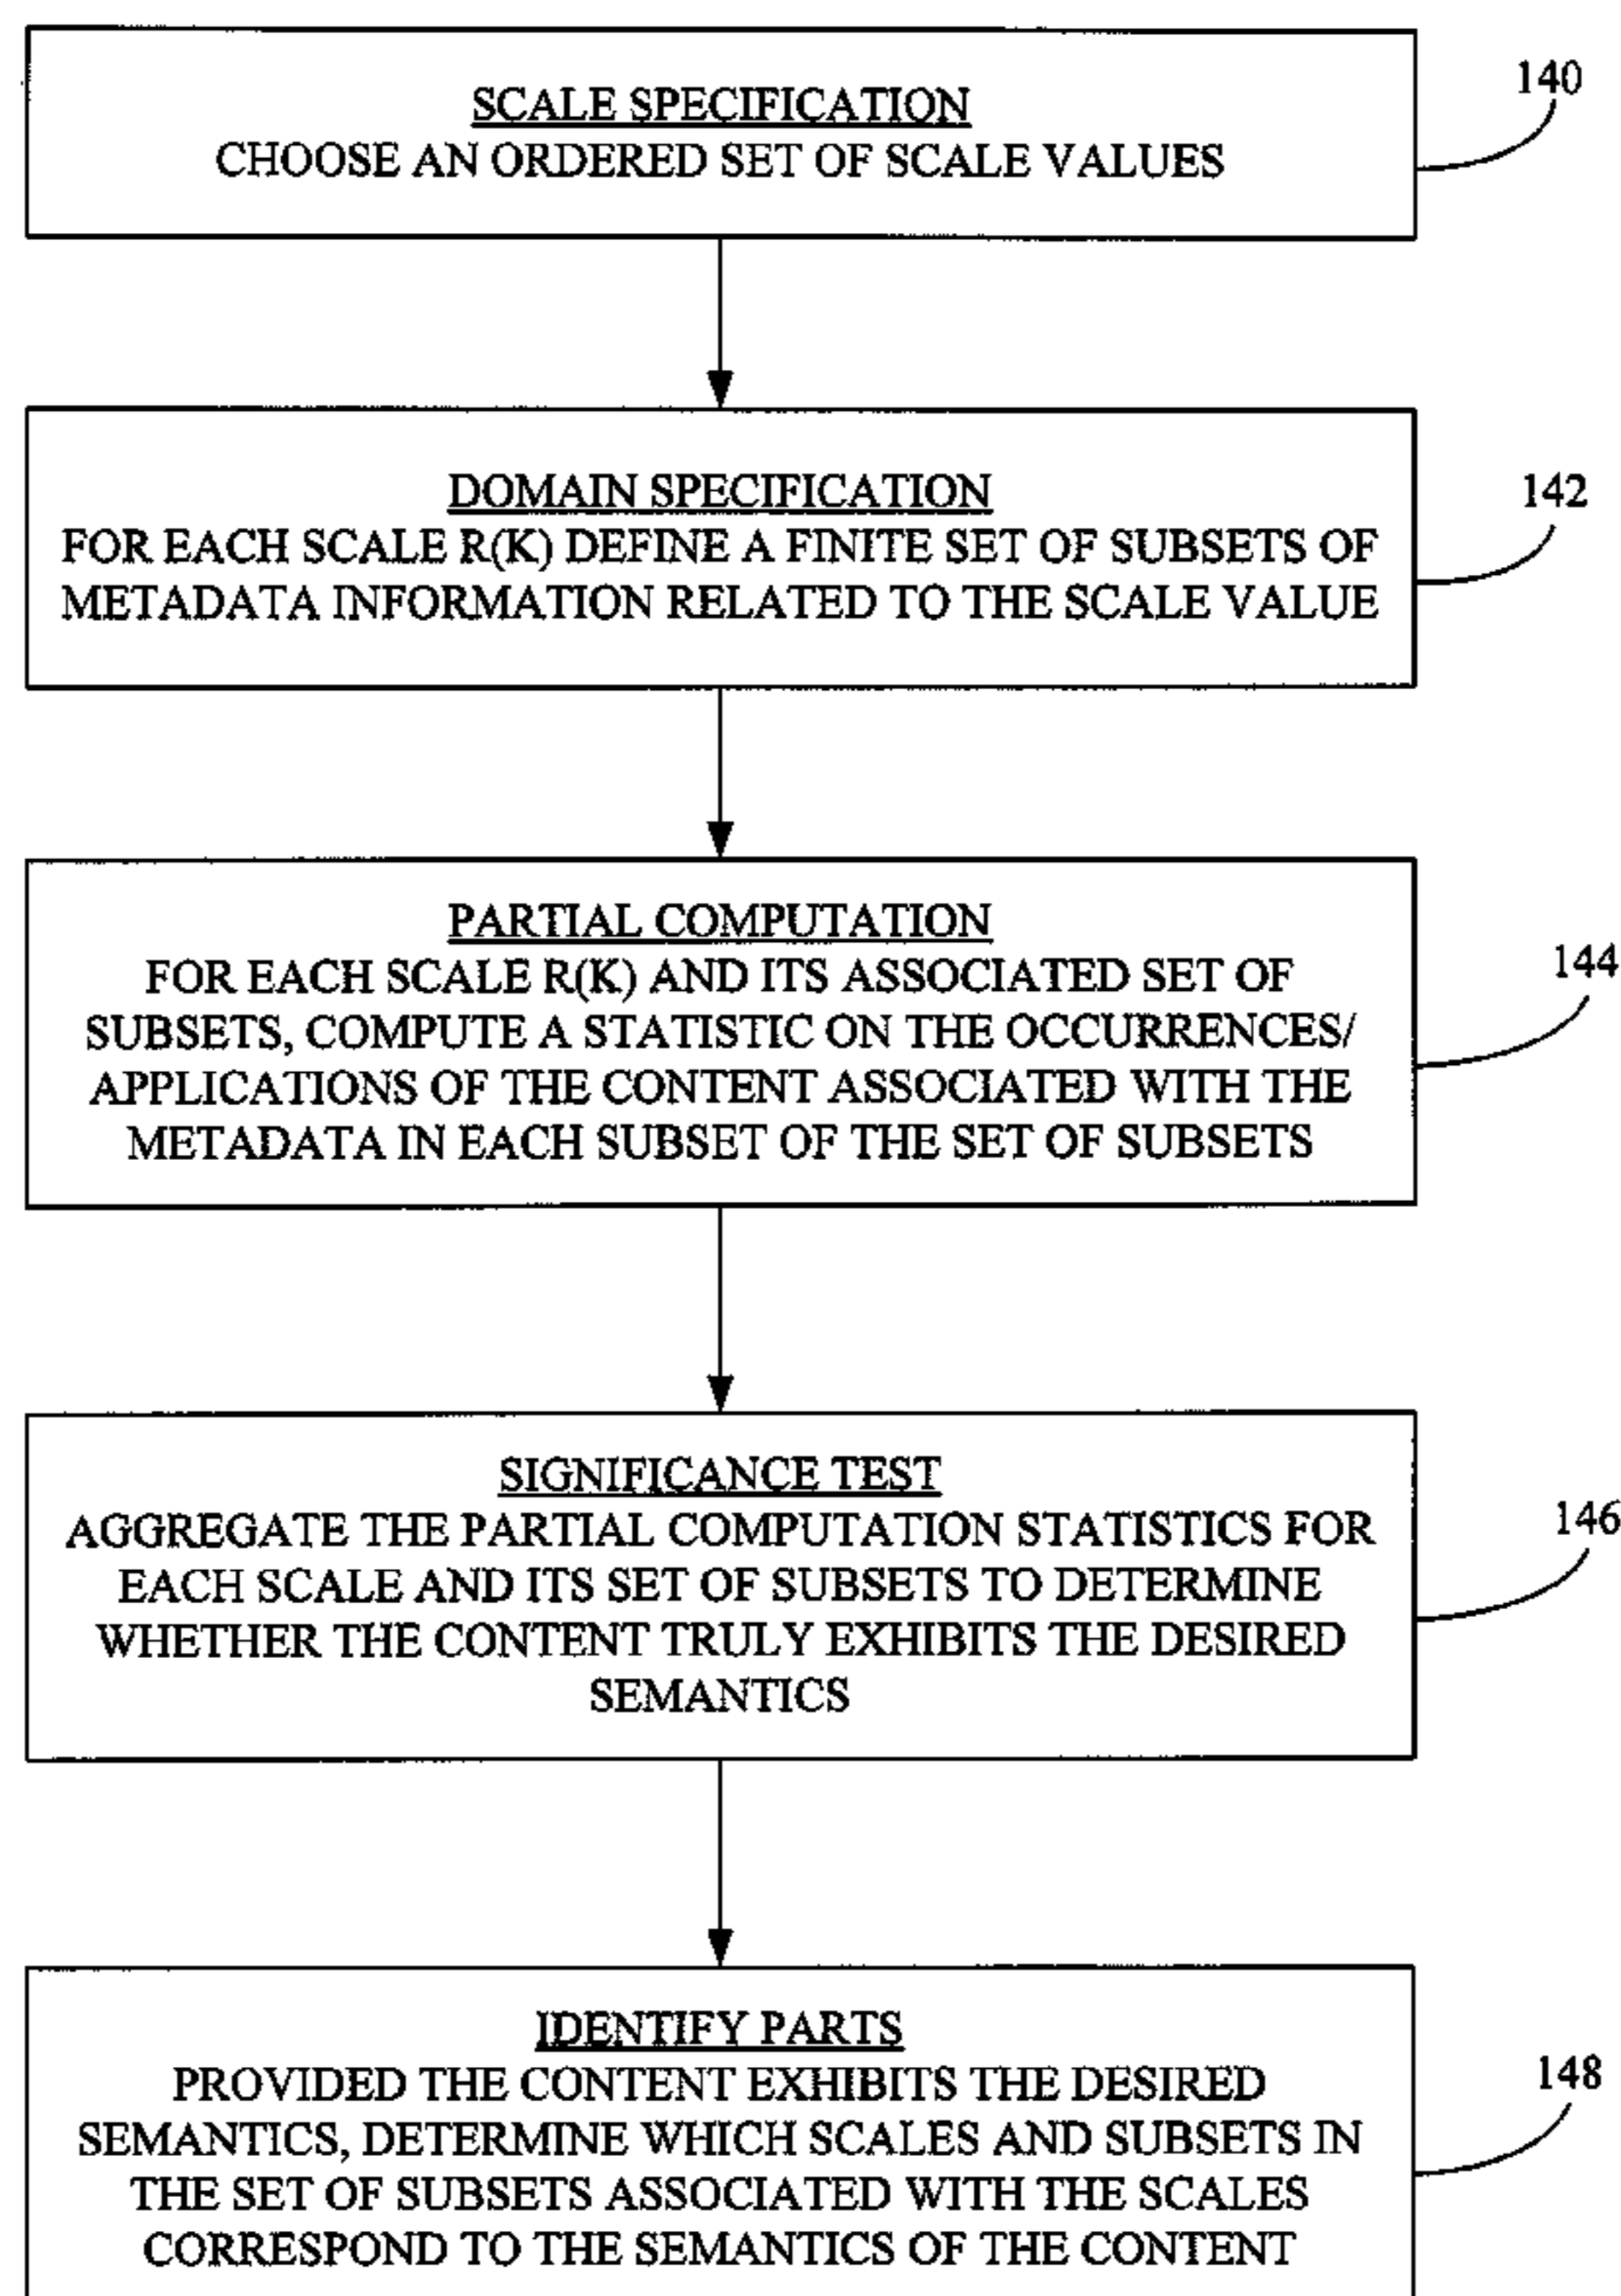 SCALE SPECIFICATION
CHOOSE AN ORDERED SET OF SCALE VALUES
140
DOMAIN SPECIFICATION
FOR EACH SCALE R(K) DEFINE A FINITE SET OF SUBSETS OF
METADATA INFORMATION RELATED TO THE SCALE VALUE
142
PARTIAL COMPUTATION
FOR EACH SCALE R(K) AND ITS ASSOCIATED SET OF
SUBSETS, COMPUTE A STATISTIC ON THE OCCURRENCES/
APPLICATIONS OF THE CONTENT ASSOCIATED WITH THE
METADATA IN EACH SUBSET OF THE SET OF SUBSETS
144
SIGNIFICANCE TEST
AGGREGATE THE PARTIAL COMPUTATION STATISTICS FOR
EACH SCALE AND ITS SET OF SUBSETS TO DETERMINE
WHETHER THE CONTENT TRULY EXHIBITS THE DESIRED
SEMANTICS
146
IDENTIFY PARTS
PROVIDED THE CONTENT EXHIBITS THE DESIRED
SEMANTICS, DETERMINE WHICH SCALES AND SUBSETS IN
THE SET OF SUBSETS ASSOCIATED WITH THE SCALES
CORRESPOND TO THE SEMANTICS OF THE CONTENT
148